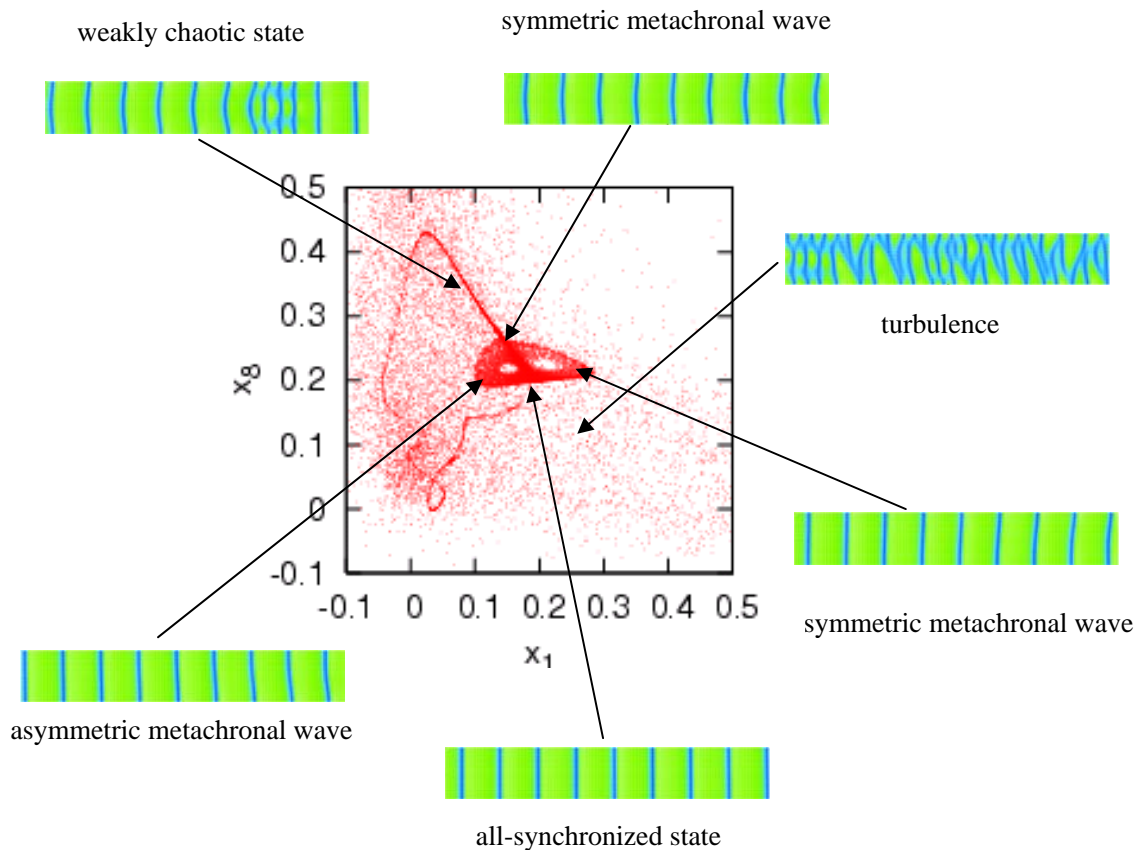 symmetric metachronal wave
weakly chaotic state
0.5
0.4
0.3
0.2
0.1
0
-0.1
x8
-0.1 0 0.1 0.2 0.3 0.4 0.5
x1
turbulence
symmetric metachronal wave
asymmetric metachronal wave
all-synchronized state